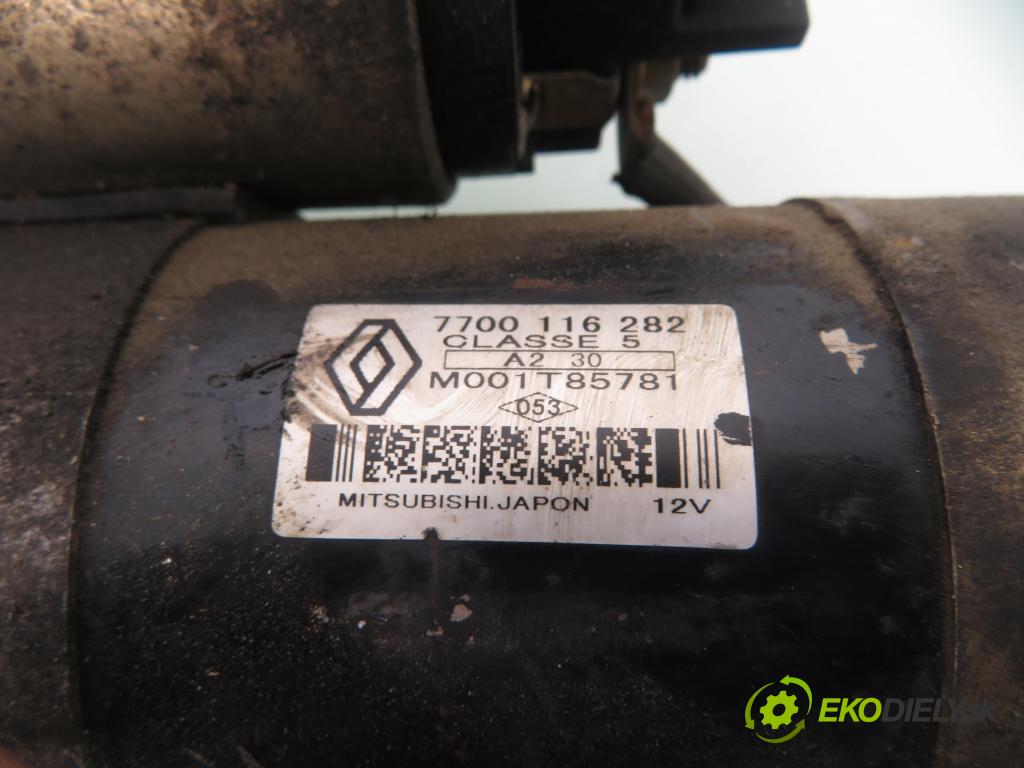 7700 116 282
CLASSE 5
A2 30
M001T85781
053
MITSUBISHI.JAPON 12V
EKODIELY.SK